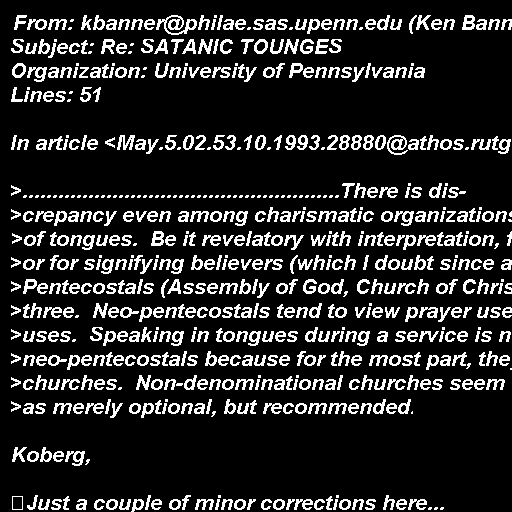 From: kbanner@philae.sas.upenn.edu (Ken Bann
Subject: Re: SATANIC TOUNGES
Organization: University of Pennsylvania
Lines: 51

In article <May.5.02.53.10.1993.28880@athos.rutg

>.....................................................There is dis-
>crepancy even among charismatic organizations
>of tongues.  Be it revelatory with interpretation, f
>or for signifying believers (which I doubt since a
>Pentecostals (Assembly of God, Church of Chris
>three.  Neo-pentecostals tend to view prayer use
>uses.  Speaking in tongues during a service is n
>neo-pentecostals because for the most part, they
>churches.  Non-denominational churches seem
>as merely optional, but recommended.

Koberg,

Just a couple of minor corrections here...